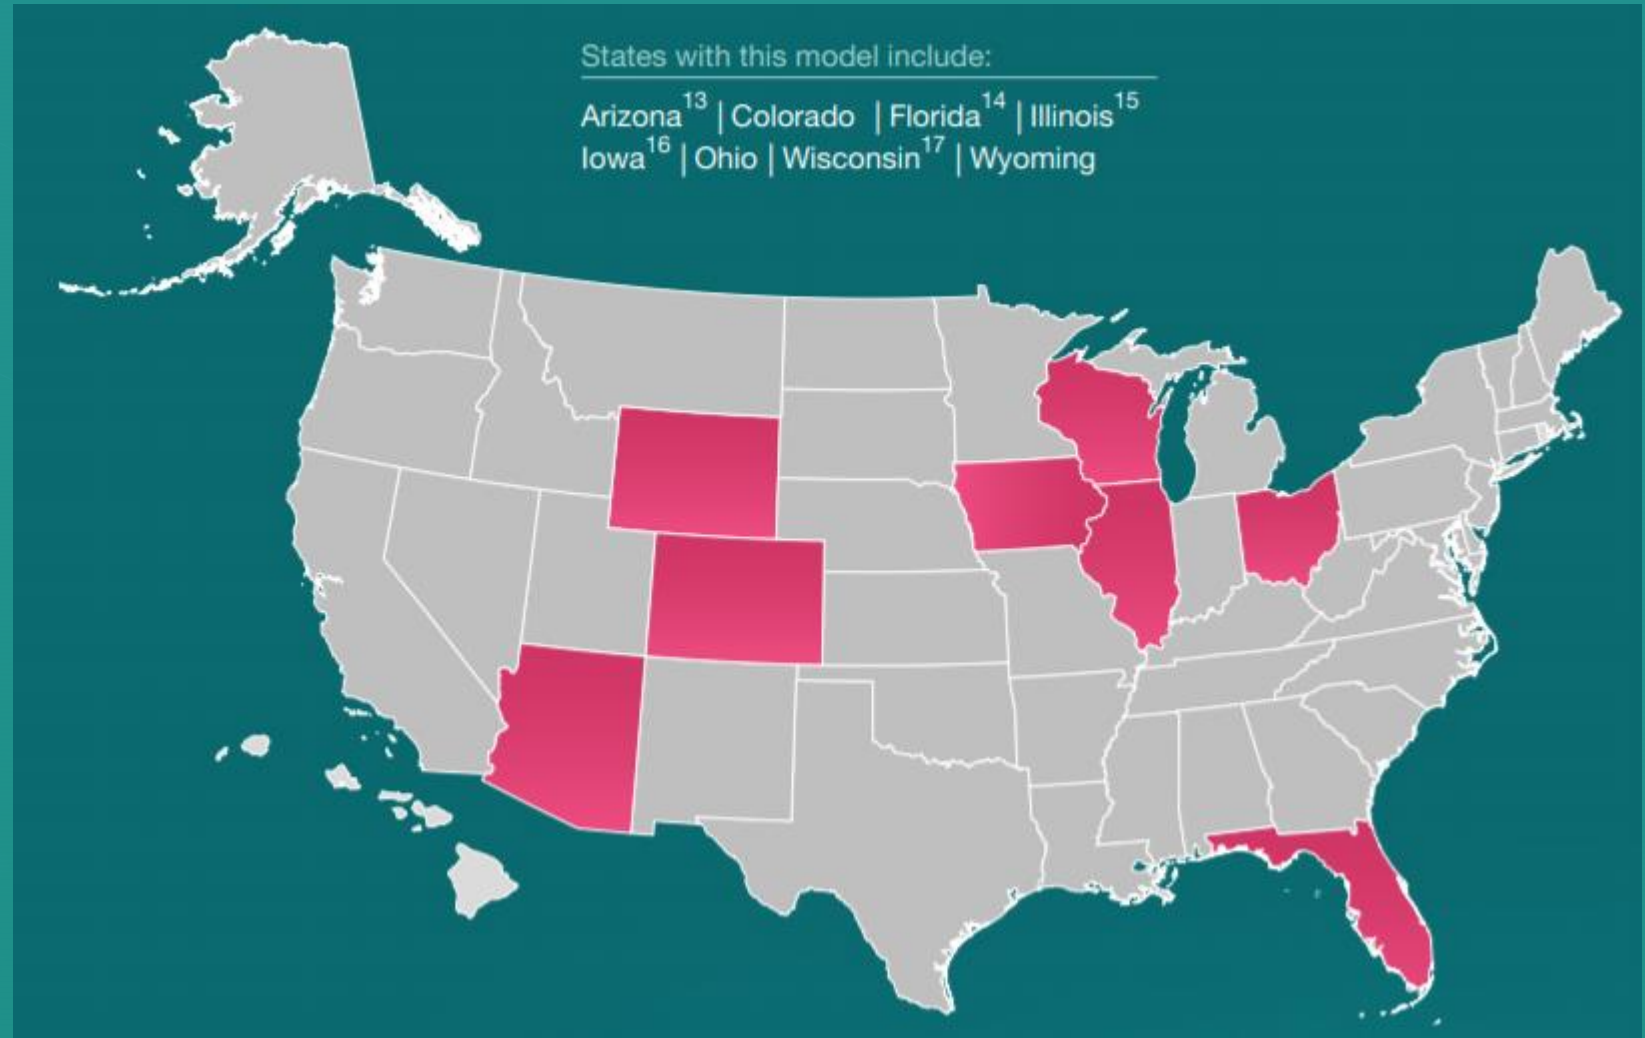 States with this model include:
Arizona¹³ | Colorado | Florida¹⁴ | Illinois¹⁵
Iowa¹⁶ | Ohio | Wisconsin¹⁷ | Wyoming